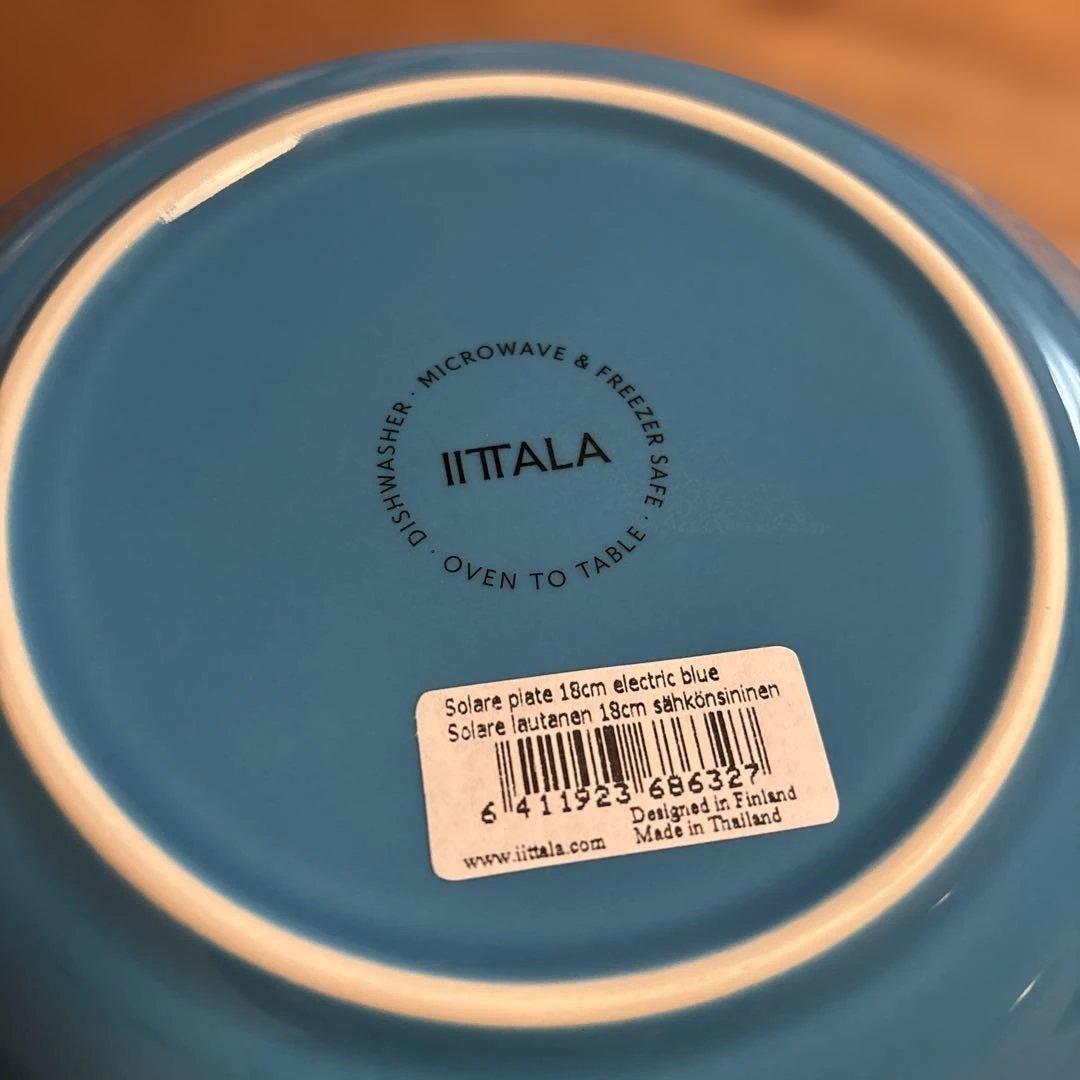 DISHWASHER · MICROWAVE & FREEZER SAFE · OVEN TO TABLE ·
IITTALA
Solare plate 18cm electric blue
Solare lautanen 18cm sähkönsininen
6 411923 686327
Designed in Finland
www.iittala.com Made in Thailand